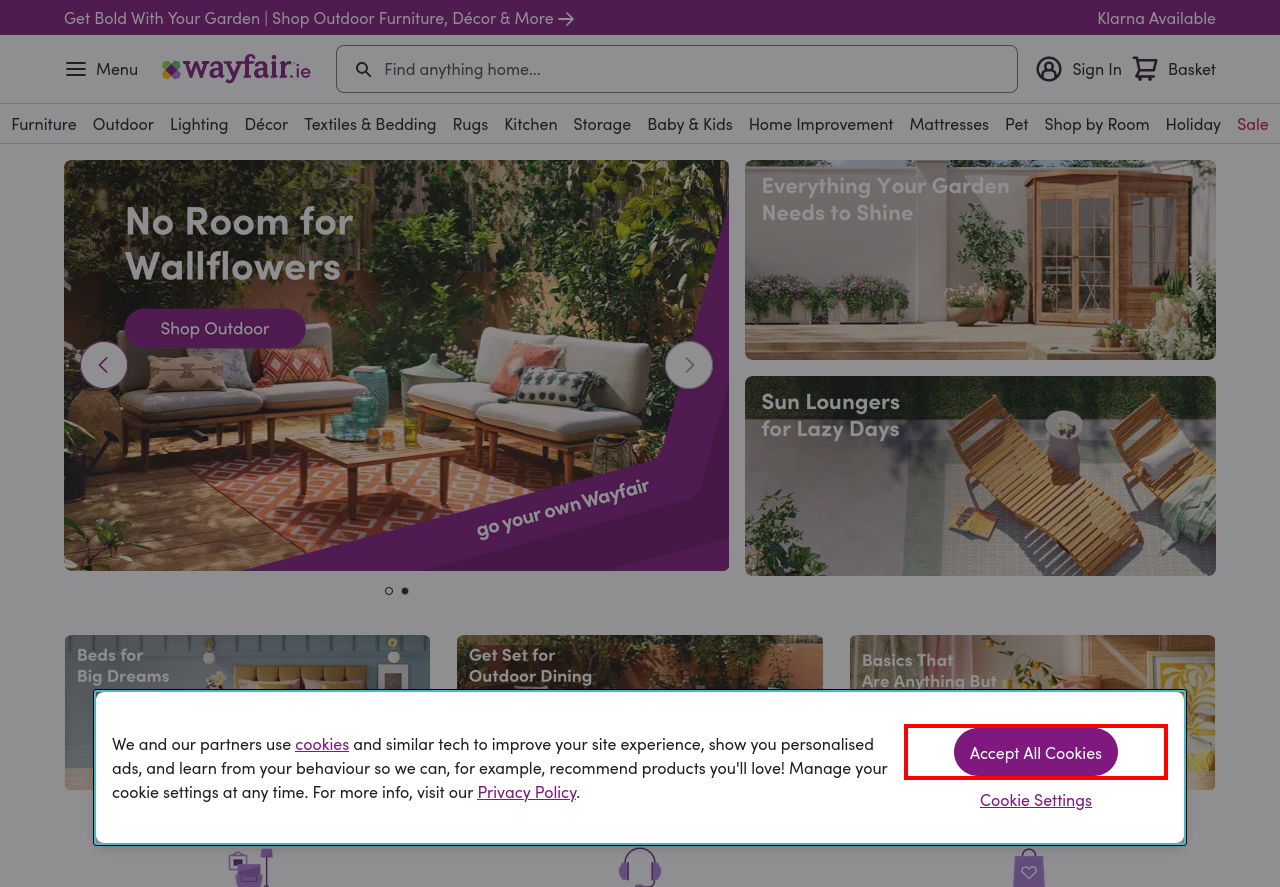 Get Bold With Your Garden | Shop Outdoor Furniture, Décor & More
Klarna Available
Menu
wayfair.ie
Find anything home...
Sign In
Basket
Furniture
Outdoor
Lighting
Décor
Textiles & Bedding
Rugs
Kitchen
Storage
Baby & Kids
Home Improvement
Mattresses
Pet
Shop by Room
Holiday
Sale
No Room for
Wallflowers
Shop Outdoor
go your own Wayfair
Everything Your Garden
Needs to Shine
Sun Loungers
for Lazy Days
Beds for
Big Dreams
Get Set for
Outdoor Dining
Basics That
Are Anything But
We and our partners use cookies and similar tech to improve your site experience, show you personalised
ads, and learn from your behaviour so we can, for example, recommend products you'll love! Manage your
cookie settings at any time. For more info, visit our Privacy Policy.
Accept All Cookies
Cookie Settings